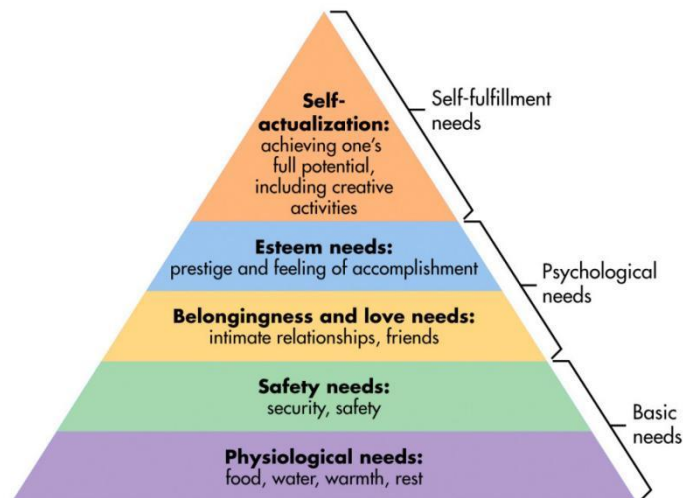 Self-
actualization:
achieving one's
full potential,
including creative
activities
Self-fulfillment
needs
Esteem needs:
prestige and feeling of accomplishment
Psychological
needs
Belongingness and love needs:
intimate relationships, friends
Safety needs:
security, safety
Basic
needs
Physiological needs:
food, water, warmth, rest